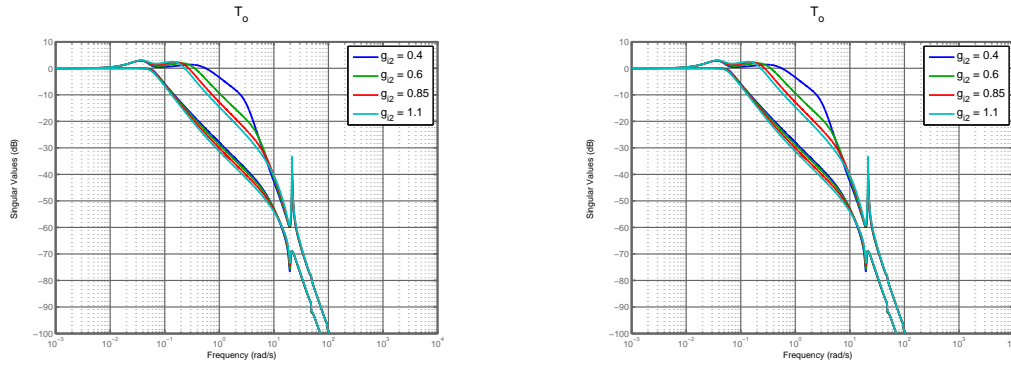 T_o
10
0
−10
−20
−30
−40
−50
−60
−70
−80
−90
−100
Singular Values (dB)
g_i2 = 0.4
g_i2 = 0.6
g_i2 = 0.85
g_i2 = 1.1
10^−3
10^−2
10^−1
10^0
10^1
10^2
10^3
10^4
Frequency (rad/s)
T_o
10
0
−10
−20
−30
−40
−50
−60
−70
−80
−90
−100
Singular Values (dB)
g_i2 = 0.4
g_i2 = 0.6
g_i2 = 0.85
g_i2 = 1.1
10^−3
10^−2
10^−1
10^0
10^1
10^2
10^3
Frequency (rad/s)